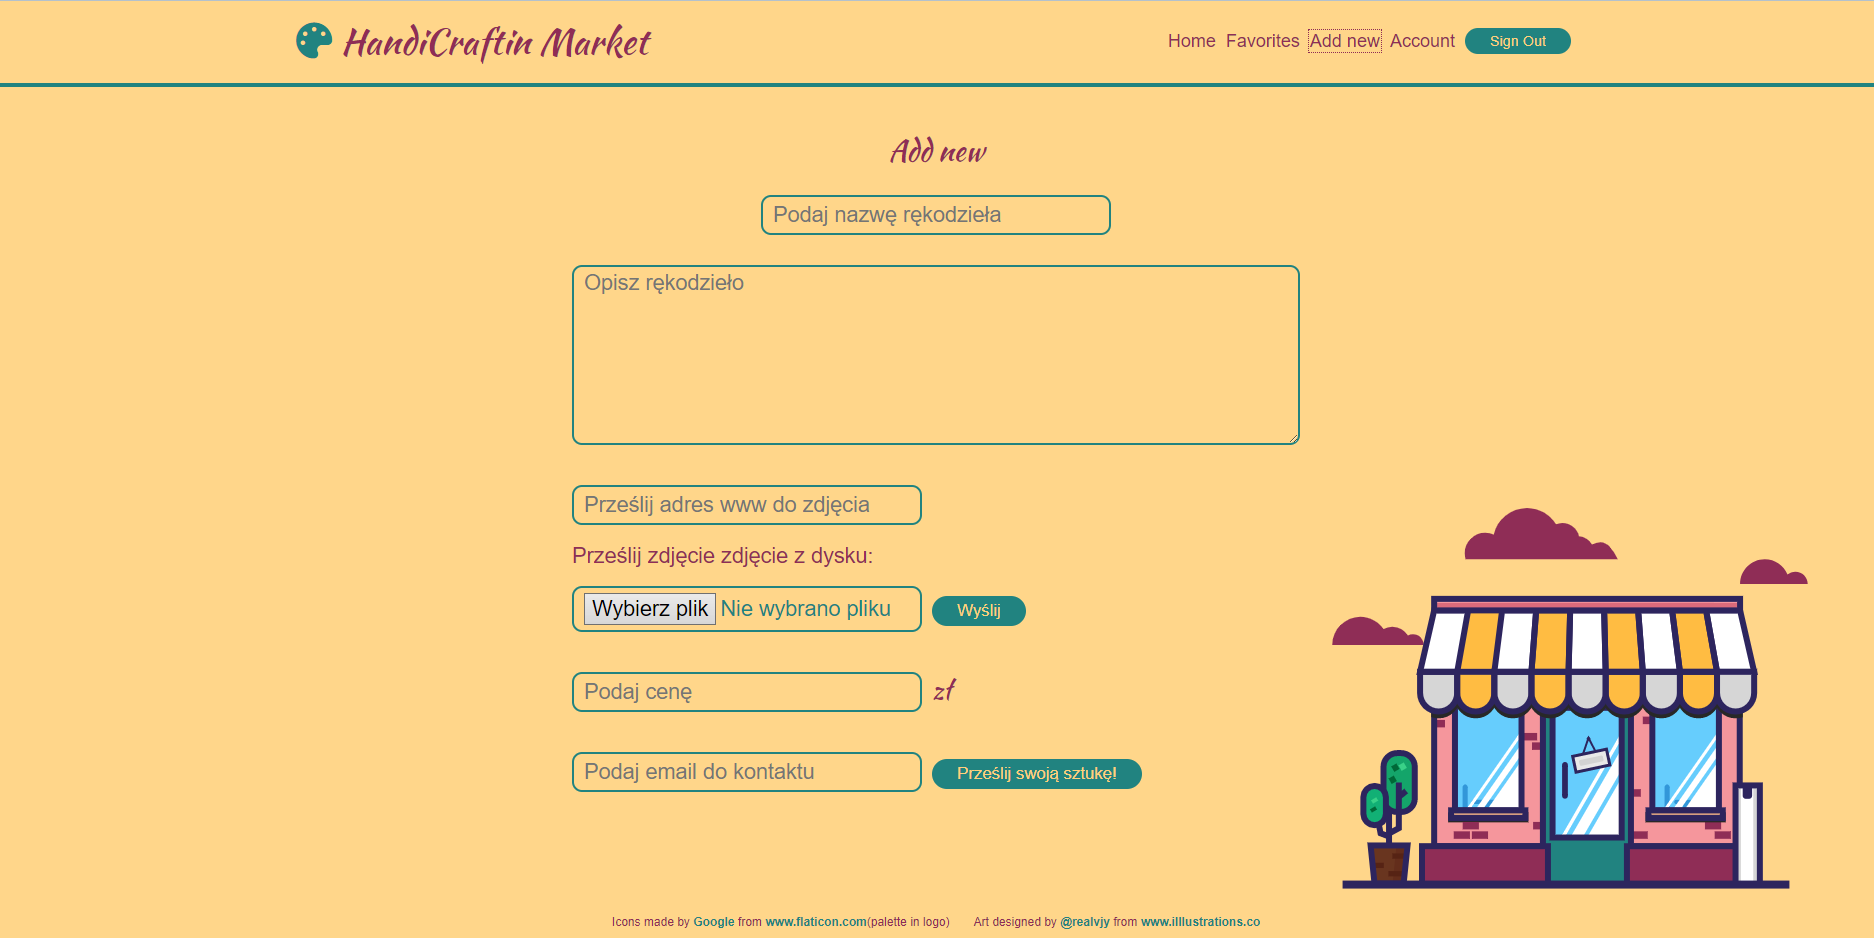 HandiCraftin Market
Home Favorites Add new Account Sign Out
Add new
Podaj nazwę rękodzieła
Opisz rękodzieło
Prześlij adres www do zdjęcia
Prześlij zdjęcie zdjęcie z dysku:
Wybierz plik Nie wybrano pliku Wyślij
Podaj cenę zł
Podaj email do kontaktu Prześlij swoją sztukę!
Icons made by Google from www.flaticon.com(palette in logo) Art designed by @realvjy from www.illlustrations.co